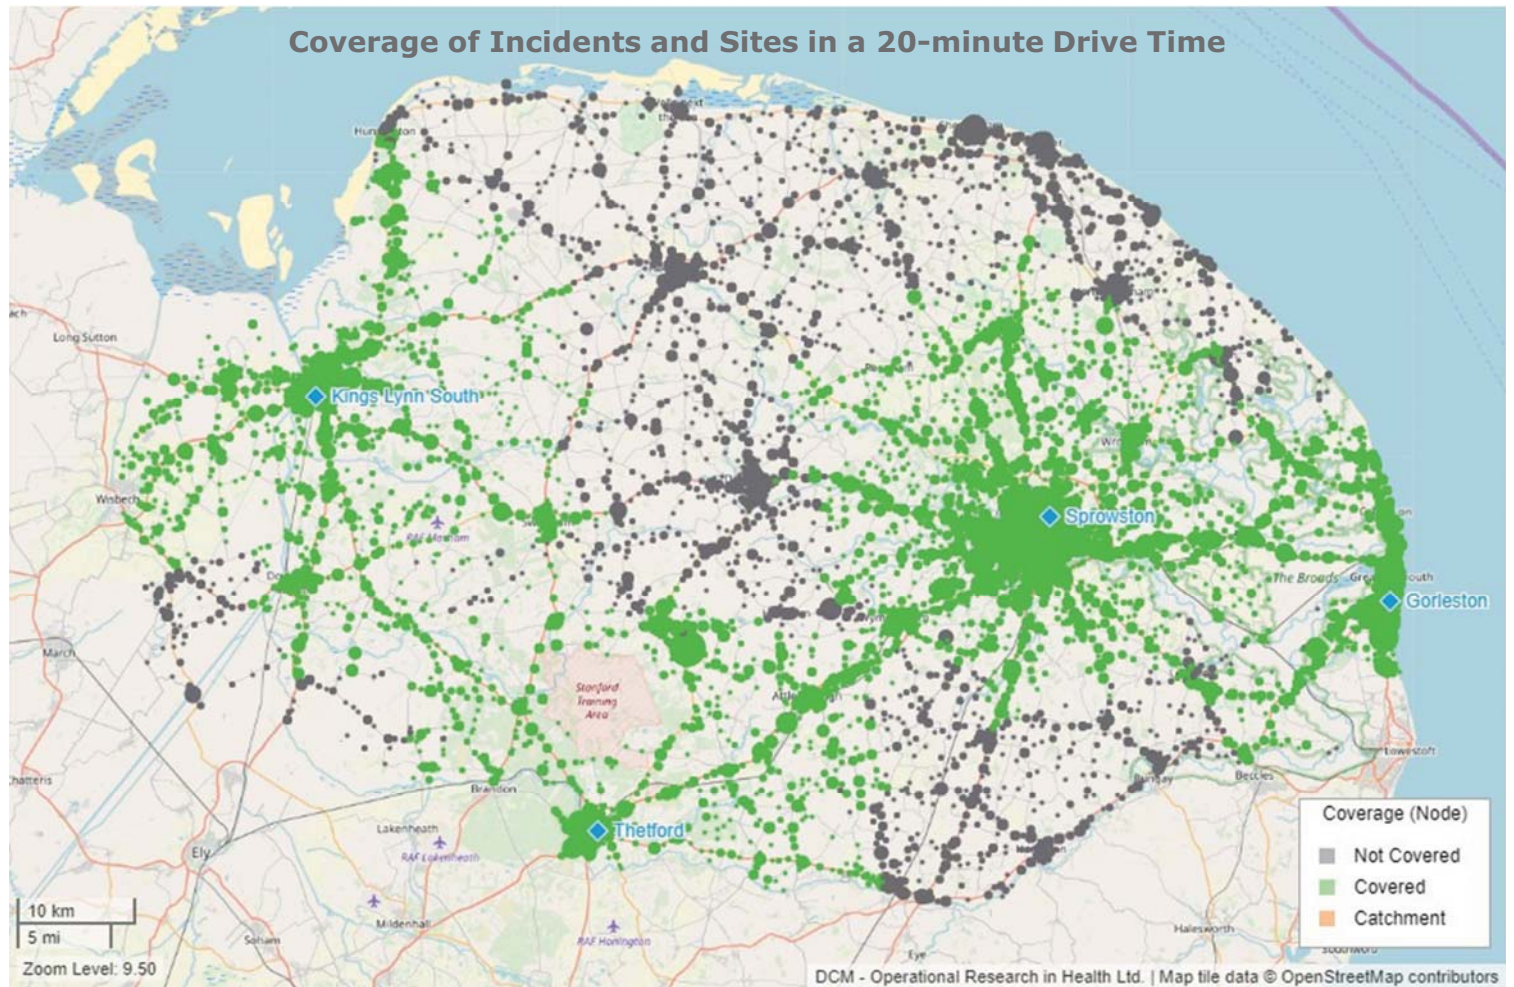 Coverage of Incidents and Sites in a 20-minute Drive Time
Long Sutton
Kings Lynn South
Wisbech
RAF Marham
Sprowston
The Broads
Gorleston
March
Stanford
Training
Area
Lowestoft
Chatteris
Brandon
Bungay
Beccles
Lakenheath
Thetford
RAF Lakenheath
Ely
Coverage (Node)
Not Covered
Covered
Catchment
10 km
5 mi
Mildenhall
Soham
RAF Honington
Halesworth
Eye
Zoom Level: 9.50
DCM - Operational Research in Health Ltd. | Map tile data © OpenStreetMap contributors